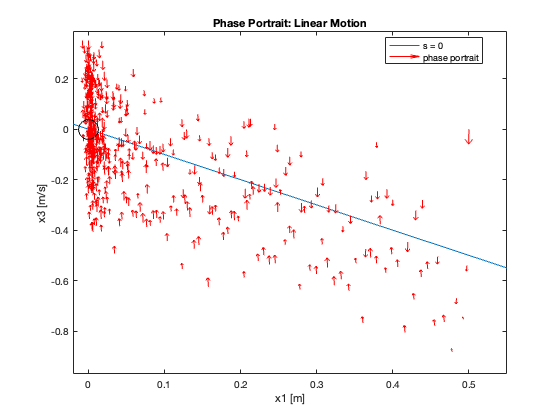 Phase Portrait: Linear Motion
s = 0
phase portrait
0.2
0
-0.2
-0.4
-0.6
-0.8
x3 [m/s]
0
0.1
0.2
0.3
0.4
0.5
x1 [m]